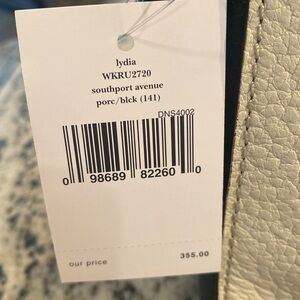 lydia
WKRU2720
southport avenue
porc/blck (141)
DNS4002
0 98689 82260 0
our price 355.00